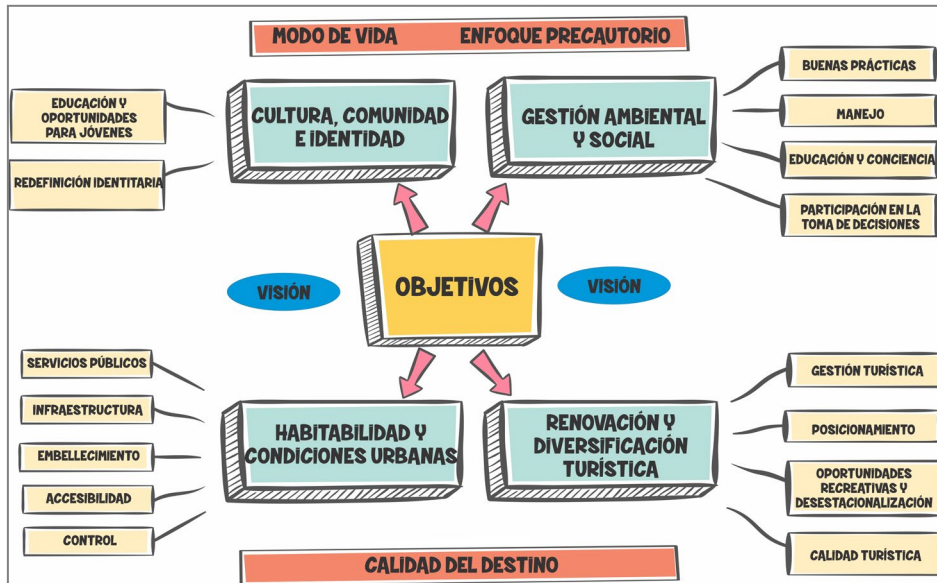 MODO DE VIDA ENFOQUE PRECAUTORIO
EDUCACIÓN Y
OPORTUNIDADES
PARA JÓVENES
REDEFINICIÓN IDENTITARIA
CULTURA, COMUNIDAD
E IDENTIDAD
GESTIÓN AMBIENTAL
Y SOCIAL
BUENAS PRÁCTICAS
MANEJO
EDUCACIÓN Y CONCIENCIA
PARTICIPACIÓN EN LA
TOMA DE DECISIONES
VISIÓN
OBJETIVOS
VISIÓN
SERVICIOS PÚBLICOS
INFRAESTRUCTURA
EMBELLECIMIENTO
ACCESIBILIDAD
CONTROL
HABITABILIDAD Y
CONDICIONES URBANAS
RENOVACIÓN Y
DIVERSIFICACIÓN
TURÍSTICA
GESTIÓN TURÍSTICA
POSICIONAMIENTO
OPORTUNIDADES
RECREATIVAS Y
DESESTACIONALIZACIÓN
CALIDAD TURÍSTICA
CALIDAD DEL DESTINO